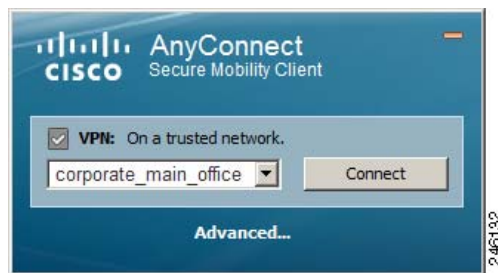 AnyConnect
CISCO
Secure Mobility Client
VPN: On a trusted network.
corporate_main_office
Connect
Advanced...
246132